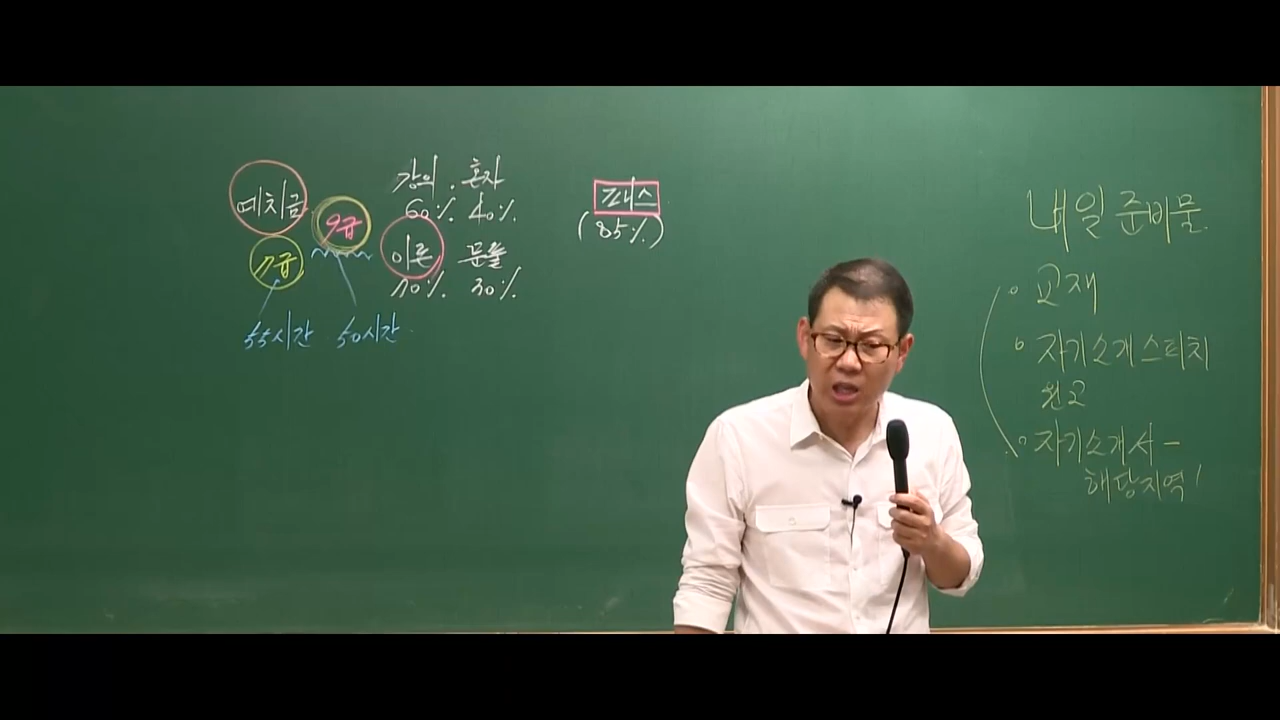 강의 . 혼자
60% 40%
예치금
9급
7급
이론 문풀
70% 30%
55시간 50시간
프레스
(85%)
내일 준비물.
교재
자기소개스피치
원고
자기소개서 -
해당지역!